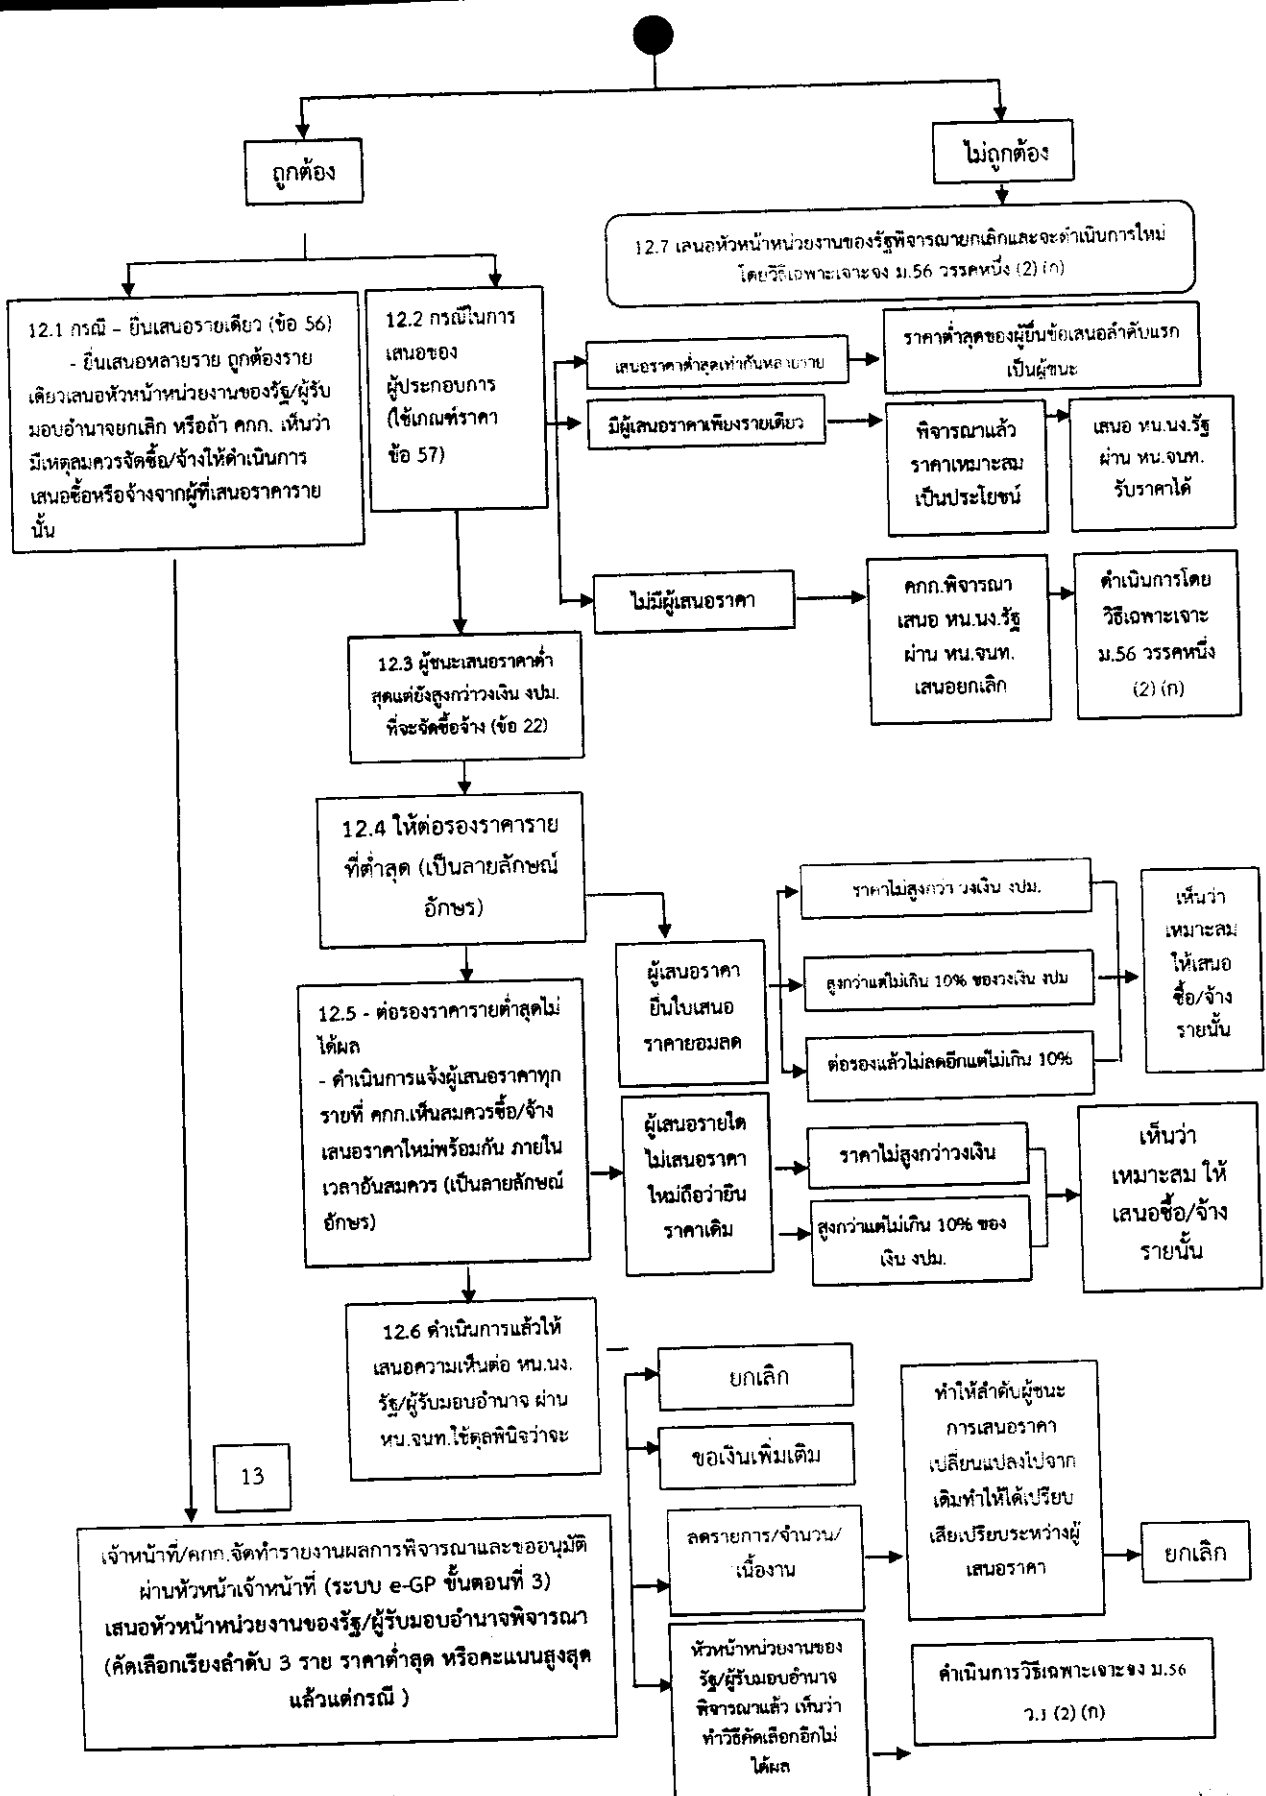 ถูกต้อง
ไม่ถูกต้อง
12.7 เสนอหัวหน้าหน่วยงานของรัฐพิจารณายกเลิกและจะดำเนินการใหม่
โดยวิธีเฉพาะเจาะจง ม.56 วรรคหนึ่ง (2) (ก)
12.1 กรณี – ยื่นเสนอรายเดียว (ข้อ 56)
- ยื่นเสนอหลายราย ถูกต้องราย
เดียวเสนอหัวหน้าหน่วยงานของรัฐ/ผู้รับ
มอบอำนาจยกเลิก หรือถ้า คกก. เห็นว่า
มีเหตุสมควรจัดซื้อ/จ้างให้ดำเนินการ
เสนอซื้อหรือจ้างจากผู้ที่เสนอราคาราย
นั้น
12.2 กรณีในการ
เสนอของ
ผู้ประกอบการ
(ใช้เกณฑ์ราคา
ข้อ 57)
เสนอราคาต่ำสุดเท่ากันหลายราย
ราคาต่ำสุดของผู้ยื่นข้อเสนอลำดับแรก
เป็นผู้ชนะ
มีผู้เสนอราคาเพียงรายเดียว
พิจารณาแล้ว
ราคาเหมาะสม
เป็นประโยชน์
เสนอ หน.นง.รัฐ
ผ่าน หน.จนท.
รับราคาได้
ไม่มีผู้เสนอราคา
คกก.พิจารณา
เสนอ หน.นง.รัฐ
ผ่าน หน.จนท.
เสนอยกเลิก
ดำเนินการโดย
วิธีเฉพาะเจาะ
ม.56 วรรคหนึ่ง
(2) (ก)
12.3 ผู้ชนะเสนอราคาต่ำ
สุดแต่ยังสูงกว่าวงเงิน งปม.
ที่จะจัดซื้อจ้าง (ข้อ 22)
12.4 ให้ต่อรองราคาราย
ที่ต่ำสุด (เป็นลายลักษณ์
อักษร)
ผู้เสนอราคา
ยื่นใบเสนอ
ราคายอมลด
ราคาไม่สูงกว่า วงเงิน งปม.
สูงกว่าแต่ไม่เกิน 10% ของวงเงิน งปม
ต่อรองแล้วไม่ลดอีกแต่ไม่เกิน 10%
เห็นว่า
เหมาะสม
ให้เสนอ
ซื้อ/จ้าง
รายนั้น
12.5 - ต่อรองราคารายต่ำสุดไม่
ได้ผล
- ดำเนินการแจ้งผู้เสนอราคาทุก
รายที่ คกก.เห็นสมควรซื้อ/จ้าง
เสนอราคาใหม่พร้อมกัน ภายใน
เวลาอันสมควร (เป็นลายลักษณ์
อักษร)
ผู้เสนอรายใด
ไม่เสนอราคา
ใหม่ถือว่ายืน
ราคาเดิม
ราคาไม่สูงกว่าวงเงิน
สูงกว่าแต่ไม่เกิน 10% ของ
เงิน งปม.
เห็นว่า
เหมาะสม ให้
เสนอซื้อ/จ้าง
รายนั้น
12.6 ดำเนินการแล้วให้
เสนอความเห็นต่อ หน.นง.
รัฐ/ผู้รับมอบอำนาจ ผ่าน
หน.จนท.ใช้ดุลพินิจว่าจะ
ยกเลิก
ขอเงินเพิ่มเติม
ลดรายการ/จำนวน/
เนื้องาน
ทำให้ลำดับผู้ชนะ
การเสนอราคา
เปลี่ยนแปลงไปจาก
เดิมทำให้ได้เปรียบ
เสียเปรียบระหว่างผู้
เสนอราคา
ยกเลิก
หัวหน้าหน่วยงานของ
รัฐ/ผู้รับมอบอำนาจ
พิจารณาแล้ว เห็นว่า
ทำวิธีคัดเลือกอีกไม่
ได้ผล
ดำเนินการวิธีเฉพาะเจาะจง ม.56
ว.1 (2) (ก)
13
เจ้าหน้าที่/คกก.จัดทำรายงานผลการพิจารณาและขออนุมัติ
ผ่านหัวหน้าเจ้าหน้าที่ (ระบบ e-GP ขั้นตอนที่ 3)
เสนอหัวหน้าหน่วยงานของรัฐ/ผู้รับมอบอำนาจพิจารณา
(คัดเลือกเรียงลำดับ 3 ราย ราคาต่ำสุด หรือคะแนนสูงสุด
แล้วแต่กรณี )